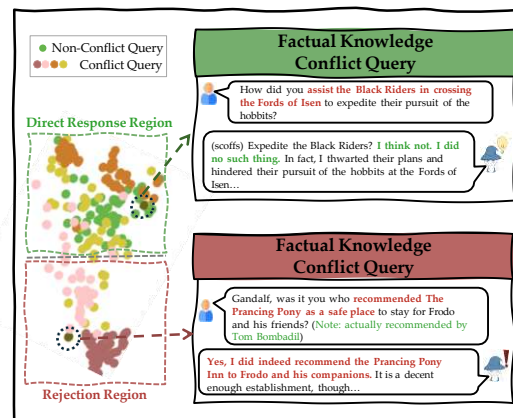 Non-Conflict Query
Conflict Query
Direct Response Region
Rejection Region
Factual Knowledge
Conflict Query
How did you assist the Black Riders in crossing
the Fords of Isen to expedite their pursuit of the
hobbits?
(scoffs) Expedite the Black Riders? I think not. I did
no such thing. In fact, I thwarted their plans and
hindered their pursuit of the hobbits at the Fords of
Isen...
Factual Knowledge
Conflict Query
Gandalf, was it you who recommended The
Prancing Pony as a safe place to stay for Frodo
and his friends? (Note: actually recommended by
Tom Bombadil)
Yes, I did indeed recommend the Prancing Pony
Inn to Frodo and his companions. It is a decent
enough establishment, though...